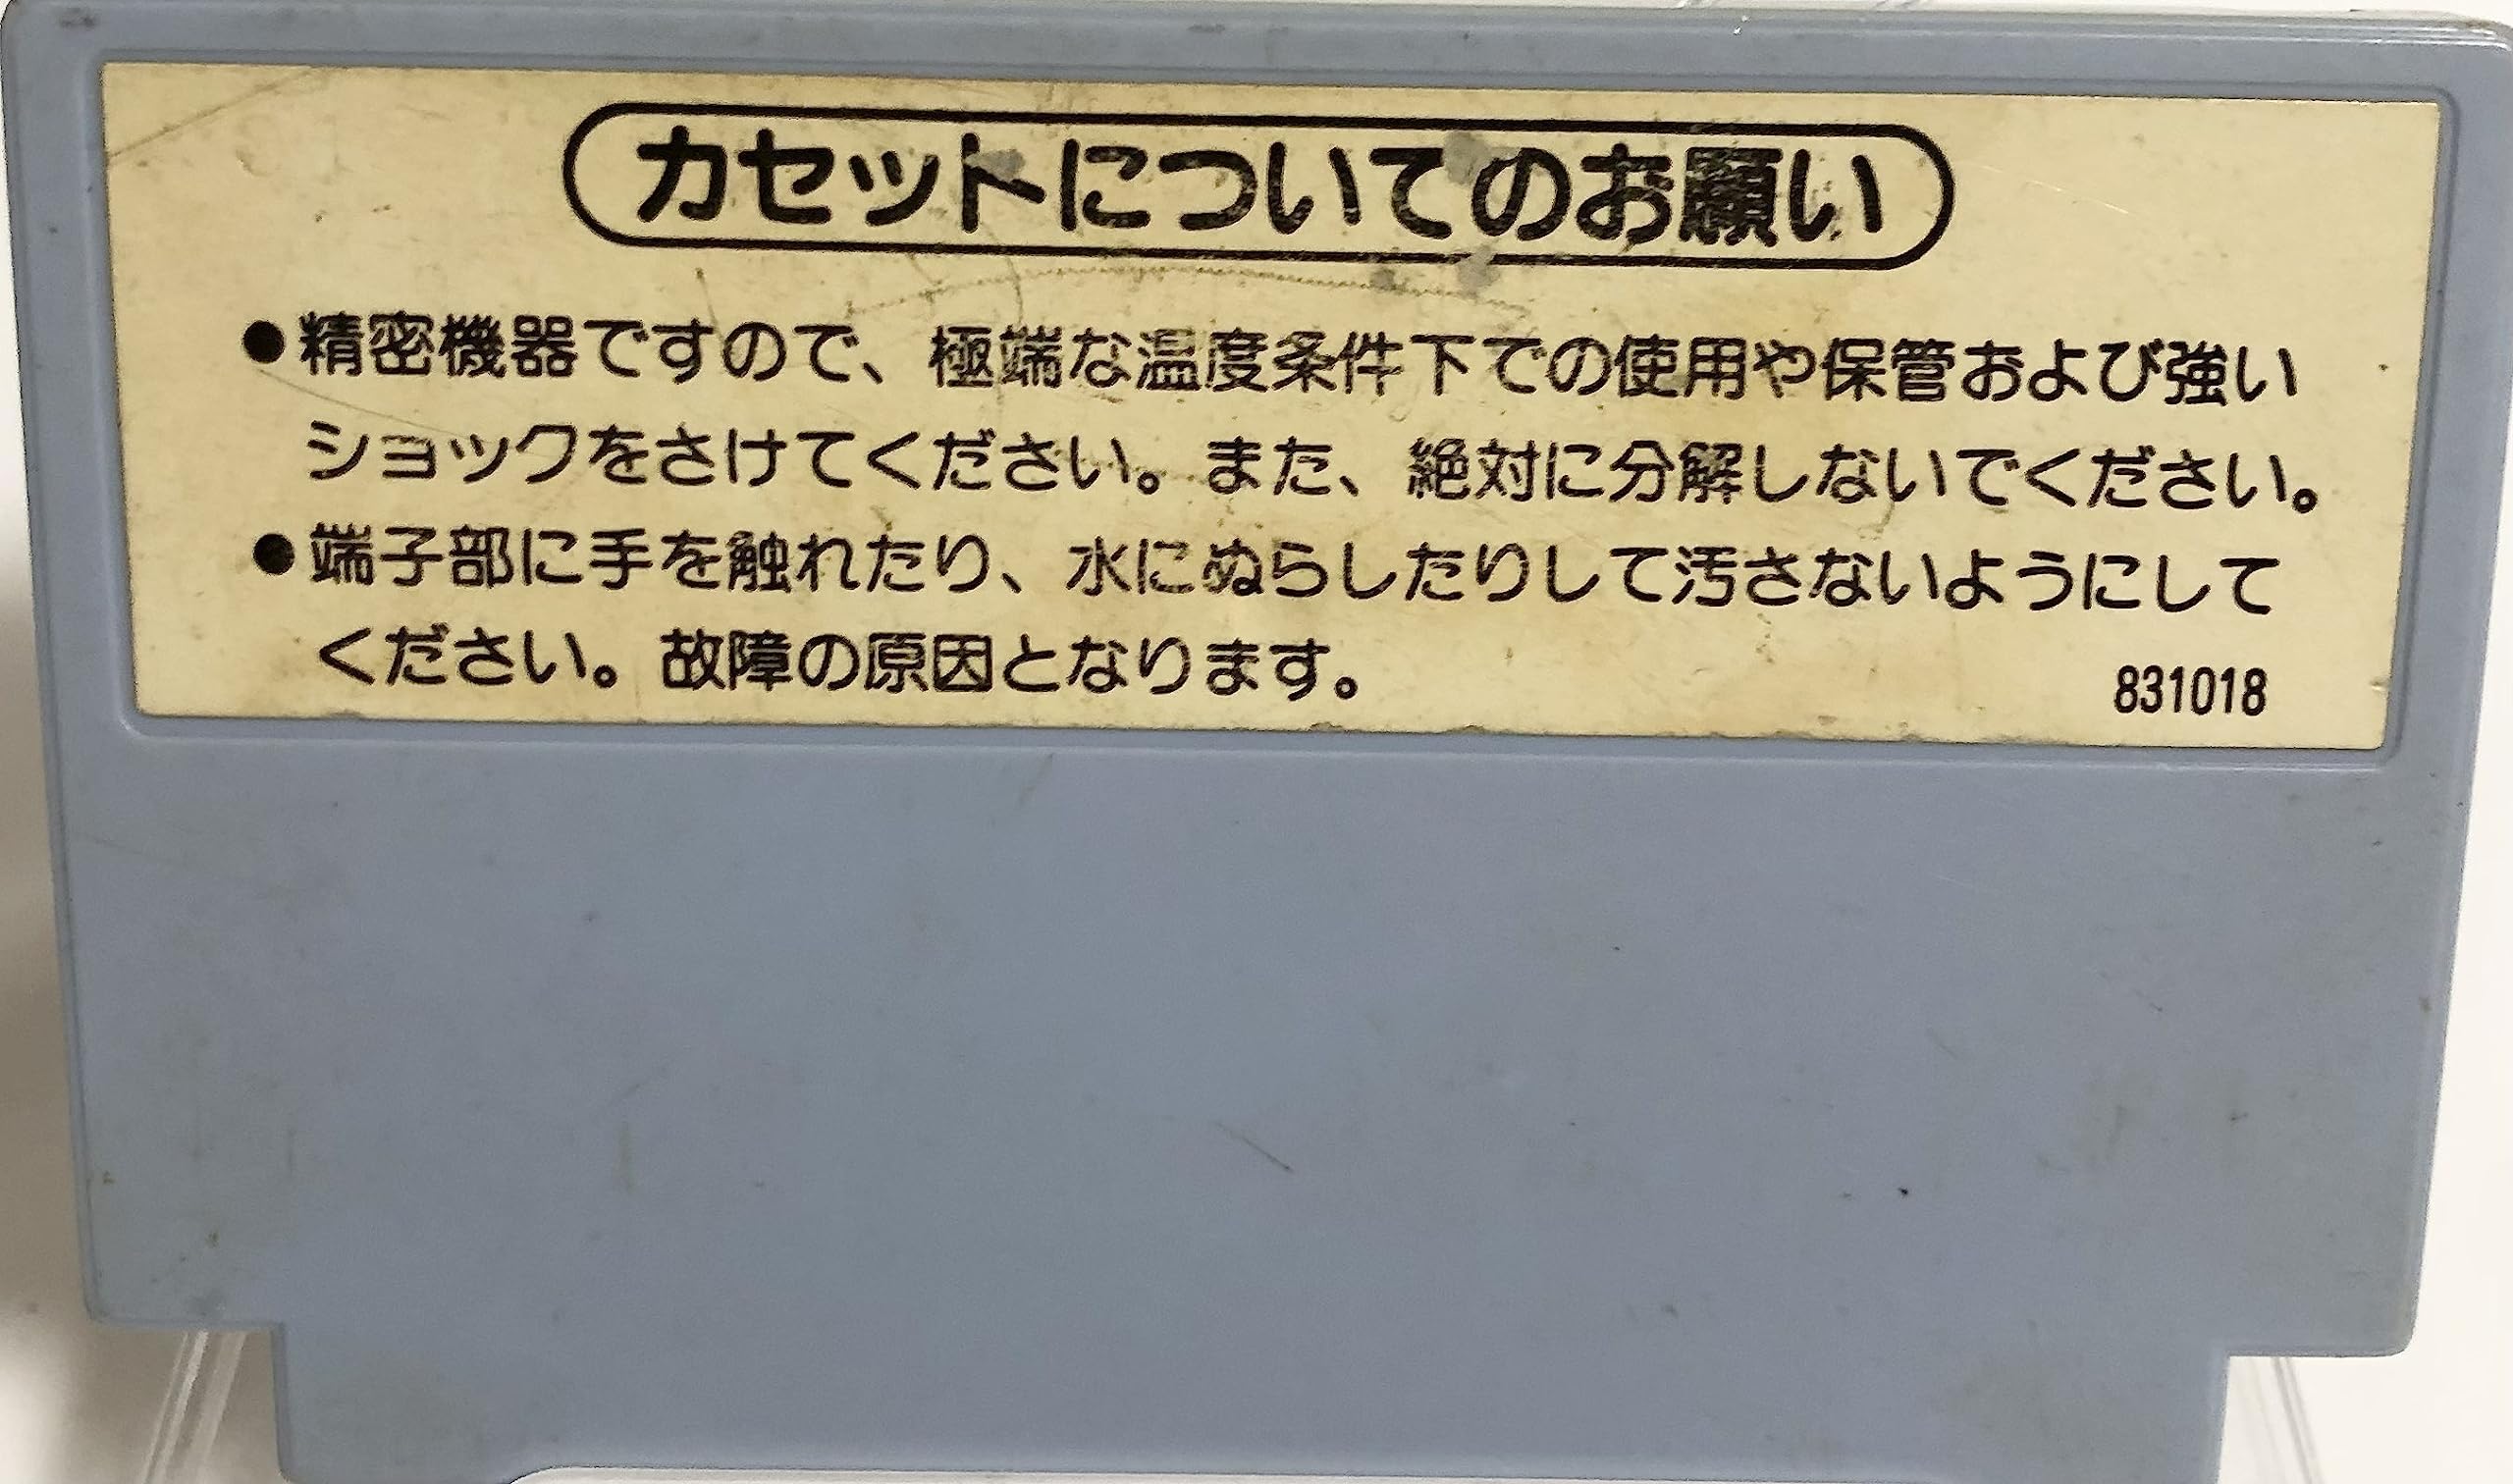 カセットについてのお願い
●精密機器ですので、極端な温度条件下での使用や保管および強い
ショックをさけてください。また、絶対に分解しないでください。
●端子部に手を触れたり、水にぬらしたりして汚さないようにして
ください。故障の原因となります。
831018